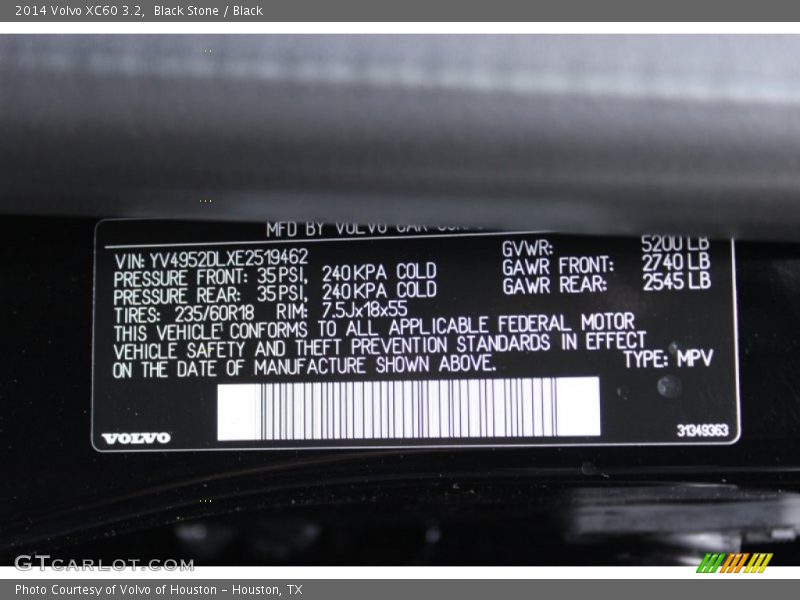 2014 Volvo XC60 3.2, Black Stone / Black
MFD BY VOLVO CAR
VIN: YV4952DLXE2519462
PRESSURE FRONT: 35 PSI, 240 KPA COLD
PRESSURE REAR: 35 PSI, 240 KPA COLD
TIRES: 235/60R18 RIM: 7.5Jx18x55
GVWR: 5200 LB
GAWR FRONT: 2740 LB
GAWR REAR: 2545 LB
THIS VEHICLE CONFORMS TO ALL APPLICABLE FEDERAL MOTOR
VEHICLE SAFETY AND THEFT PREVENTION STANDARDS IN EFFECT
ON THE DATE OF MANUFACTURE SHOWN ABOVE.
TYPE: MPV
VOLVO
31349363
GTCARLOT.COM
Photo Courtesy of Volvo of Houston - Houston, TX